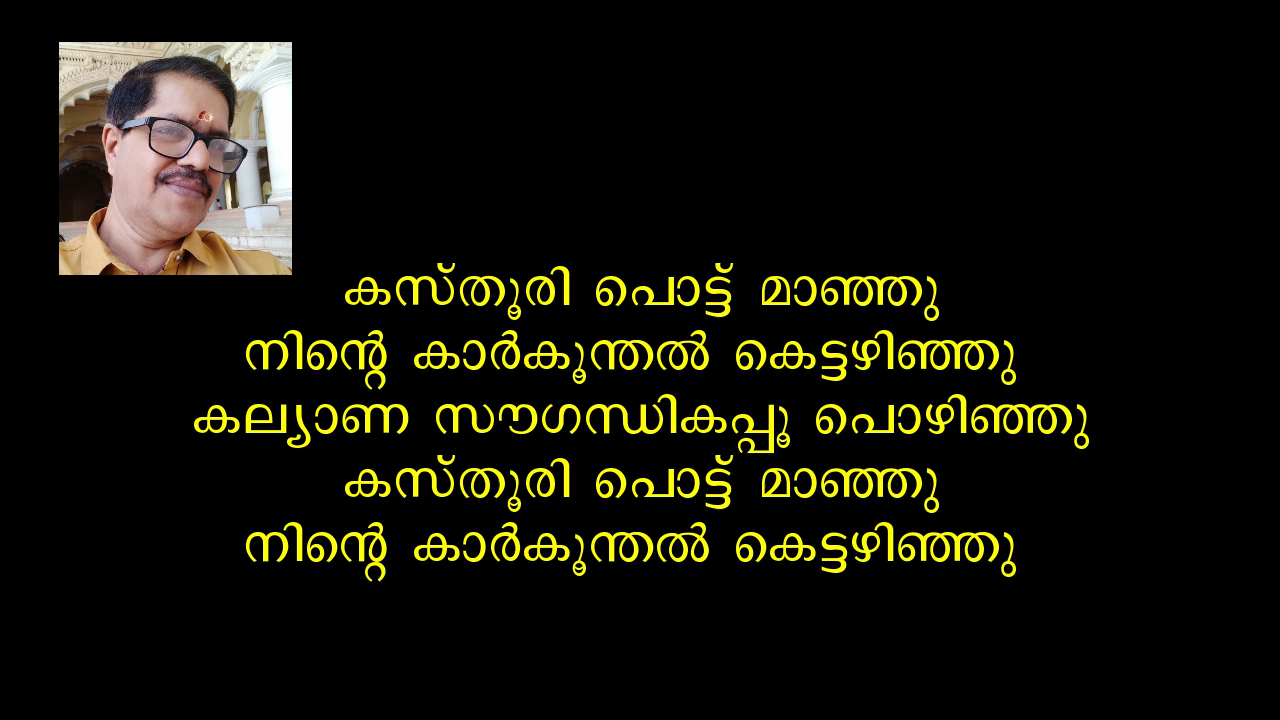 കസ്തൂരി പൊട്ട് മാഞ്ഞു
നിന്റെ കാർകൂന്തൽ കെട്ടഴിഞ്ഞു
കല്യാണ സൗഗന്ധികപ്പൂ പൊഴിഞ്ഞു
കസ്തൂരി പൊട്ട് മാഞ്ഞു
നിന്റെ കാർകൂന്തൽ കെട്ടഴിഞ്ഞു